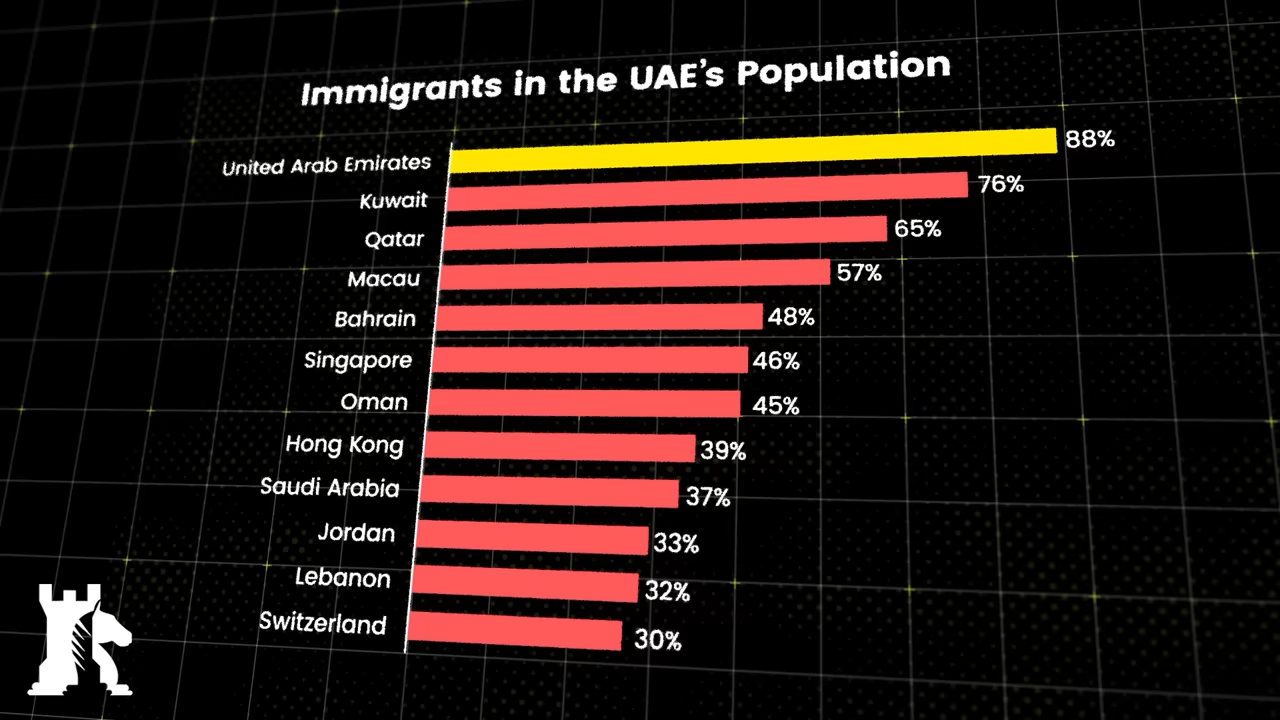 Immigrants in the UAE's Population
United Arab Emirates 88%
Kuwait 76%
Qatar 65%
Macau 57%
Bahrain 48%
Singapore 46%
Oman 45%
Hong Kong 39%
Saudi Arabia 37%
Jordan 33%
Lebanon 32%
Switzerland 30%